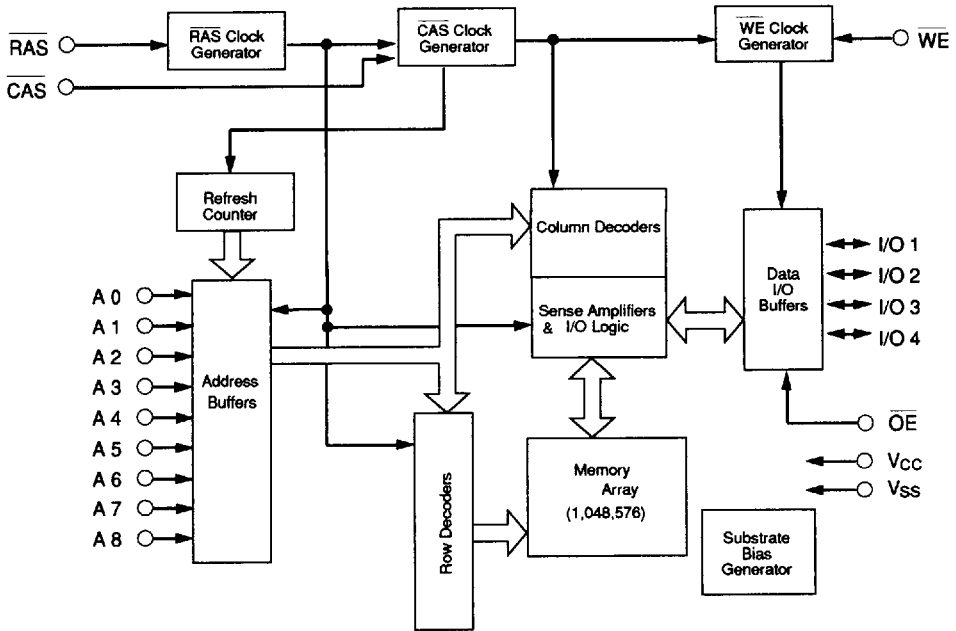 RAS
RAS Clock
Generator
CAS Clock
Generator
WE Clock
Generator
WE
CAS
Refresh
Counter
Column Decoders
Sense Amplifiers
& I/O Logic
Data
I/O
Buffers
I/O 1
I/O 2
I/O 3
I/O 4
A 0
A 1
A 2
A 3
A 4
A 5
A 6
A 7
A 8
Address
Buffers
Row Decoders
Memory
Array
(1,048,576)
OE
VCC
VSS
Substrate
Bias
Generator